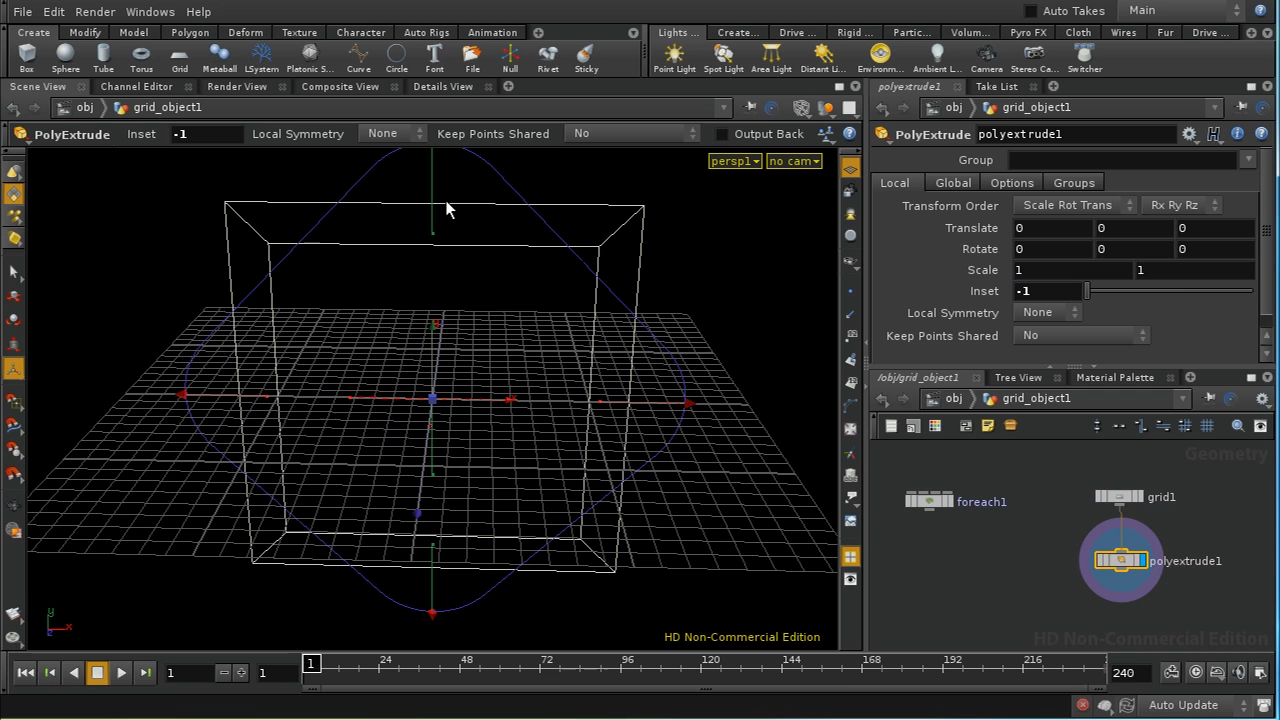 File Edit Render Windows Help Auto Takes Main
Create Modify Model Polygon Deform Texture Character Auto Rigs Animation Lights ... Create... Drive ... Rigid ... Partic... Volum... Pyro FX Cloth Wires Fur Drive ...
Box Sphere Tube Torus Grid Metaball LSystem Platonic S... Curve Circle Font File Null Rivet Sticky Point Light Spot Light Area Light Distant Li... Environm... Ambient L... Camera Stereo Ca... Switcher
Scene View Channel Editor Render View Composite View Details View polyextrude1 Take List
obj grid_object1 obj grid_object1
PolyExtrude Inset -1 Local Symmetry None Keep Points Shared No Output Back PolyExtrude polyextrude1
persp1 no cam
Group
Local Global Options Groups
Transform Order Scale Rot Trans Rx Ry Rz
Translate 0 0 0
Rotate 0 0 0
Scale 1 1
Inset -1
Local Symmetry None
Keep Points Shared No
/obj/grid_object1 Tree View Material Palette
obj grid_object1
Geometry
foreach1 grid1
polyextrude1
y
x
z
HD Non-Commercial Edition HD Non-Commercial Edition
1 1 1 24 48 72 96 120 144 168 192 216 240
Auto Update